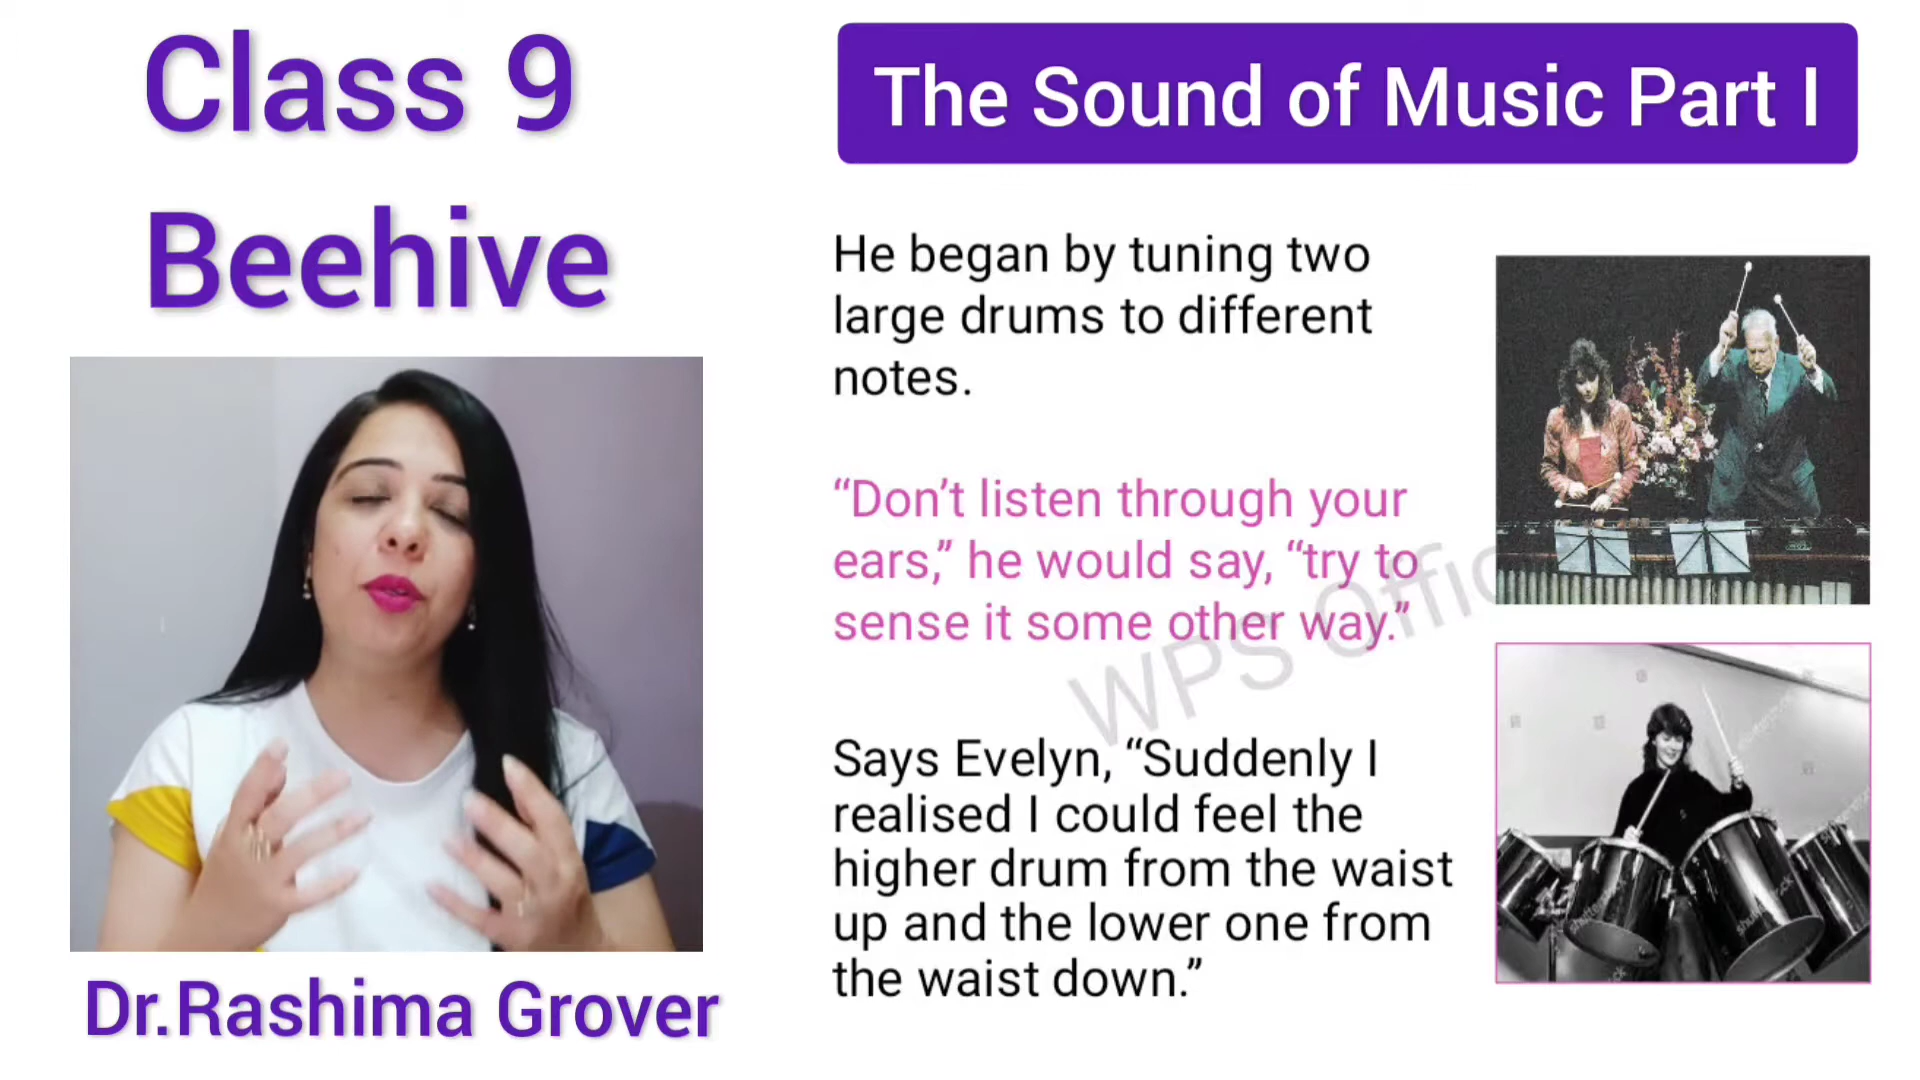 Class 9
Beehive
Dr.Rashima Grover
The Sound of Music Part I
He began by tuning two
large drums to different
notes.
“Don’t listen through your
ears,” he would say, “try to
sense it some other way.”
Says Evelyn, “Suddenly I
realised I could feel the
higher drum from the waist
up and the lower one from
the waist down.”
WPS Offic